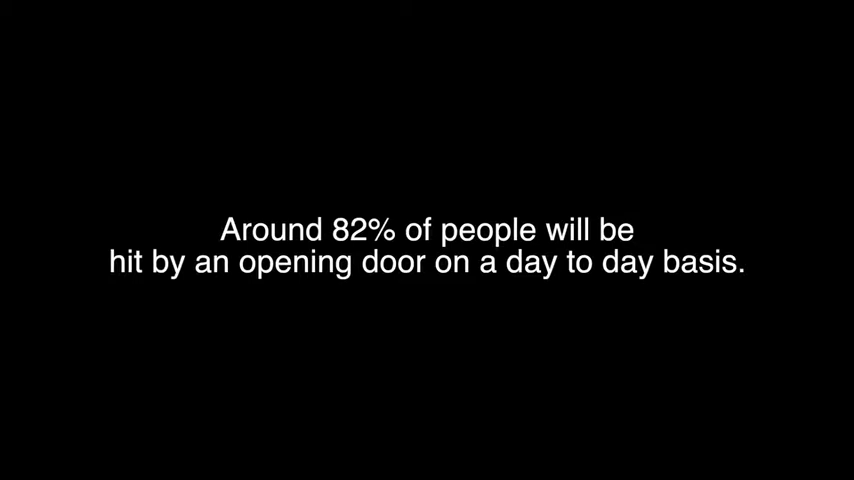 Around 82% of people will be
hit by an opening door on a day to day basis.